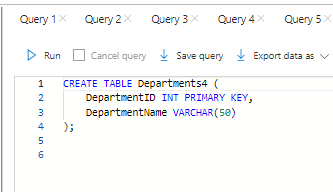 Query 1 × Query 2 × Query 3 × Query 4 × Query 5 ×
Run Cancel query Save query Export data as
1 CREATE TABLE Departments4 (
2 DepartmentID INT PRIMARY KEY,
3 DepartmentName VARCHAR(50)
4 );
5
6